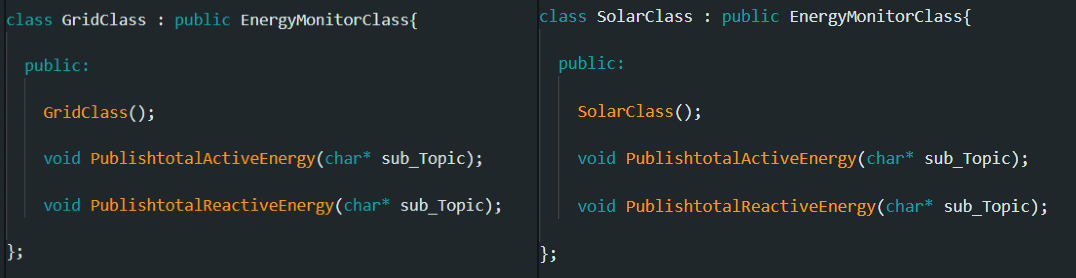 class GridClass : public EnergyMonitorClass{
public:
GridClass();
void PublishtotalActiveEnergy(char* sub_Topic);
void PublishtotalReactiveEnergy(char* sub_Topic);
};
class SolarClass : public EnergyMonitorClass{
public:
SolarClass();
void PublishtotalActiveEnergy(char* sub_Topic);
void PublishtotalReactiveEnergy(char* sub_Topic);
};